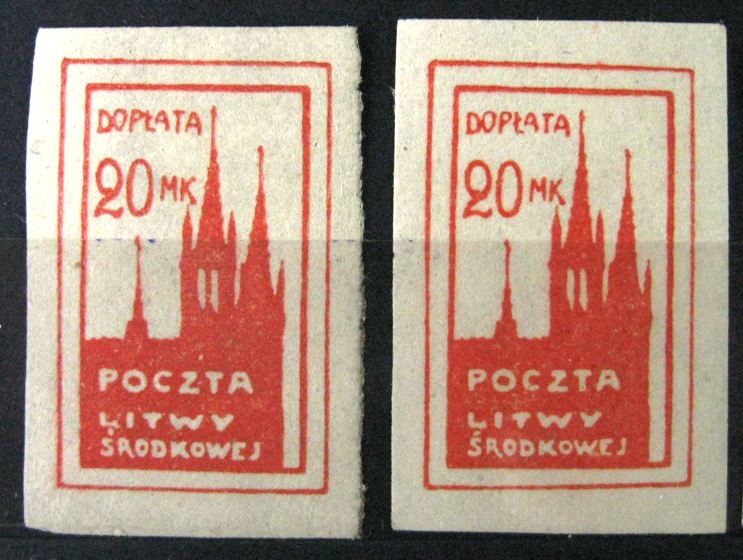 DOPŁATA
20 MK
POCZTA
LITWY
ŚRODKOWEJ
DOPŁATA
20 MK
POCZTA
LITWY
ŚRODKOWEJ